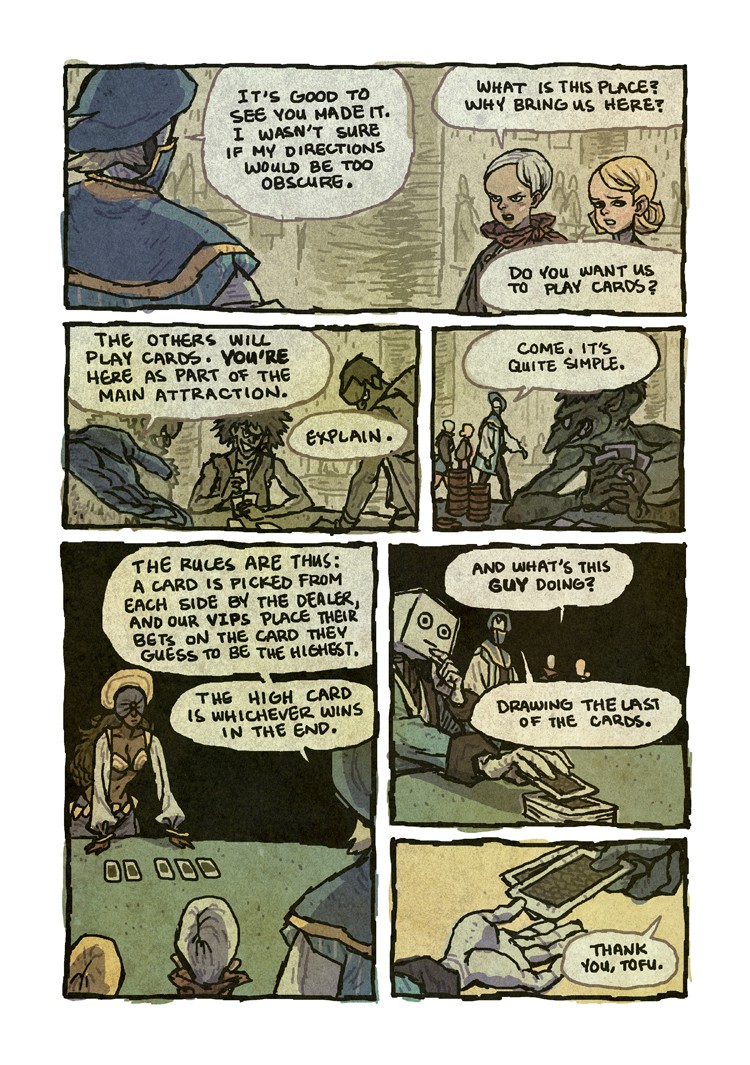 IT'S GOOD TO
SEE YOU MADE IT.
I WASN'T SURE
IF MY DIRECTIONS
WOULD BE TOO
OBSCURE.
WHAT IS THIS PLACE?
WHY BRING US HERE?
DO YOU WANT US
TO PLAY CARDS?
THE OTHERS WILL
PLAY CARDS. YOU'RE
HERE AS PART OF THE
MAIN ATTRACTION.
EXPLAIN.
COME. IT'S
QUITE SIMPLE.
THE RULES ARE THUS:
A CARD IS PICKED FROM
EACH SIDE BY THE DEALER,
AND OUR VIPS PLACE THEIR
BETS ON THE CARD THEY
GUESS TO BE THE HIGHEST.
THE HIGH CARD
IS WHICHEVER WINS
IN THE END.
AND WHAT'S THIS
GUY DOING?
DRAWING THE LAST
OF THE CARDS.
THANK
YOU, TOFU.